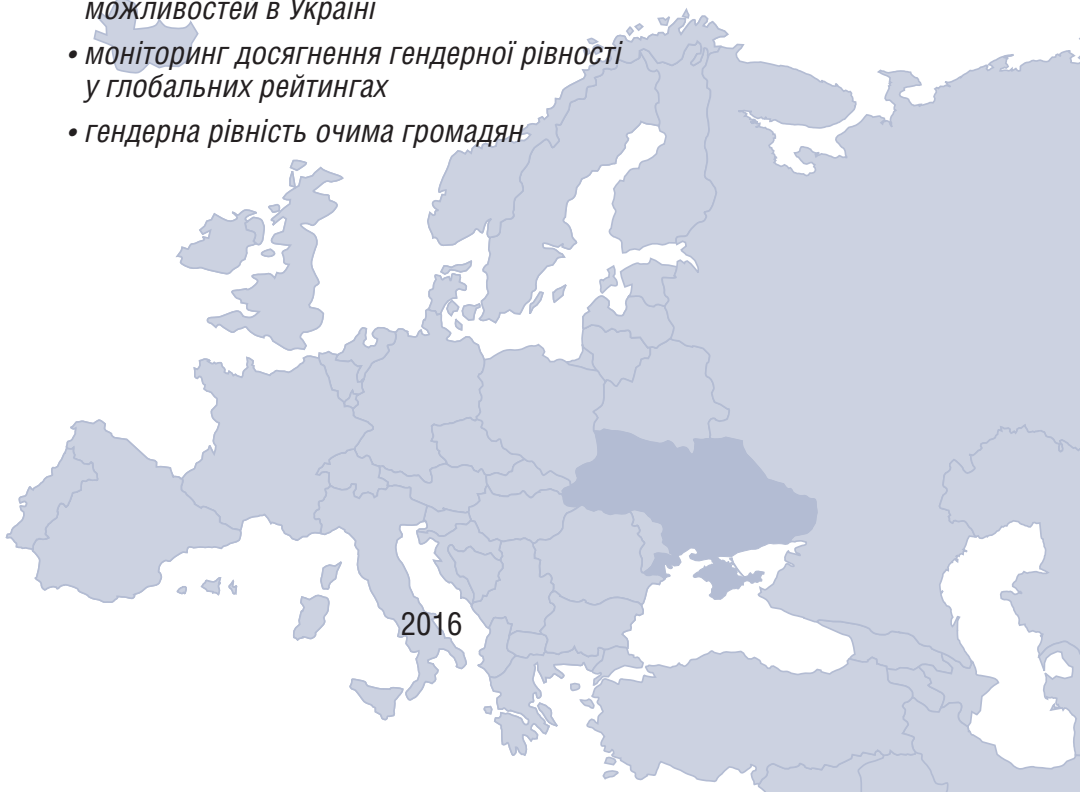 можливостей в Україні
• моніторинг досягнення гендерної рівності
у глобальних рейтингах
• гендерна рівність очима громадян
2016